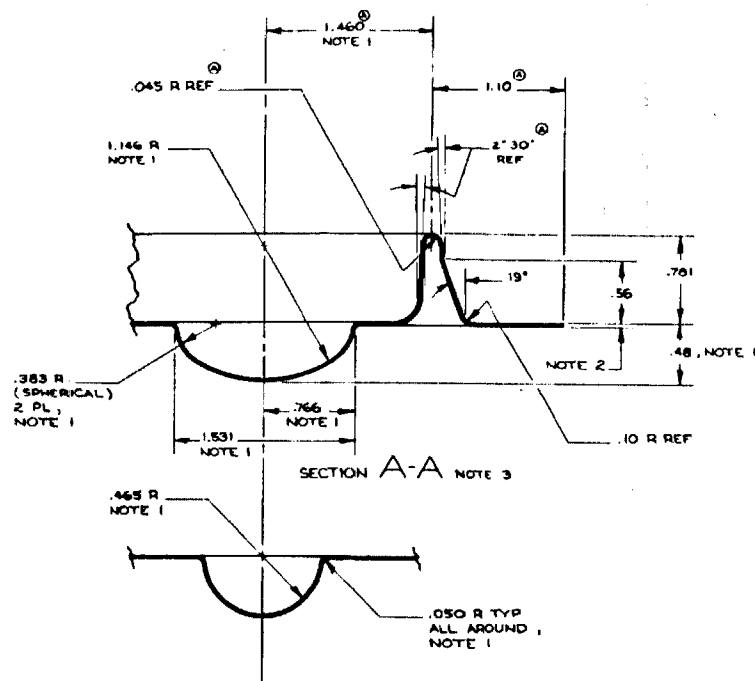 1.460 Ⓐ
NOTE 1
.045 R REF Ⓐ
1.10 Ⓐ
1.146 R
NOTE 1
2° 30' Ⓐ
REF
19°
.56
.781
NOTE 2
.48, NOTE 1
.383 R
(SPHERICAL)
2 PL,
NOTE 1
.766
NOTE 1
1.531
NOTE 1
.10 R REF
SECTION A-A NOTE 3
.465 R
NOTE 1
.050 R TYP
ALL AROUND,
NOTE 1